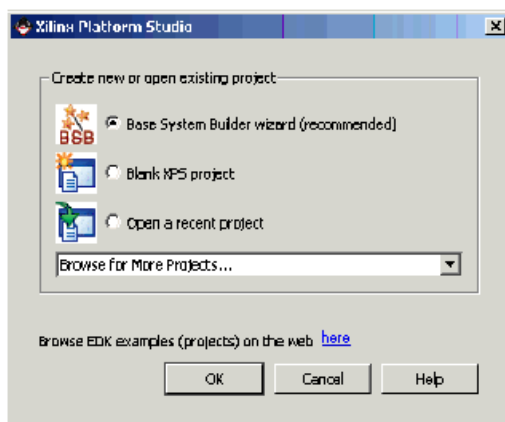 Xilinx Platform Studio
Create new or open existing project
BSB
Base System Builder wizard (recommended)
Blank XPS project
Open a recent project
Browse for More Projects...
Browse EDK examples (projects) on the web here
OK Cancel Help